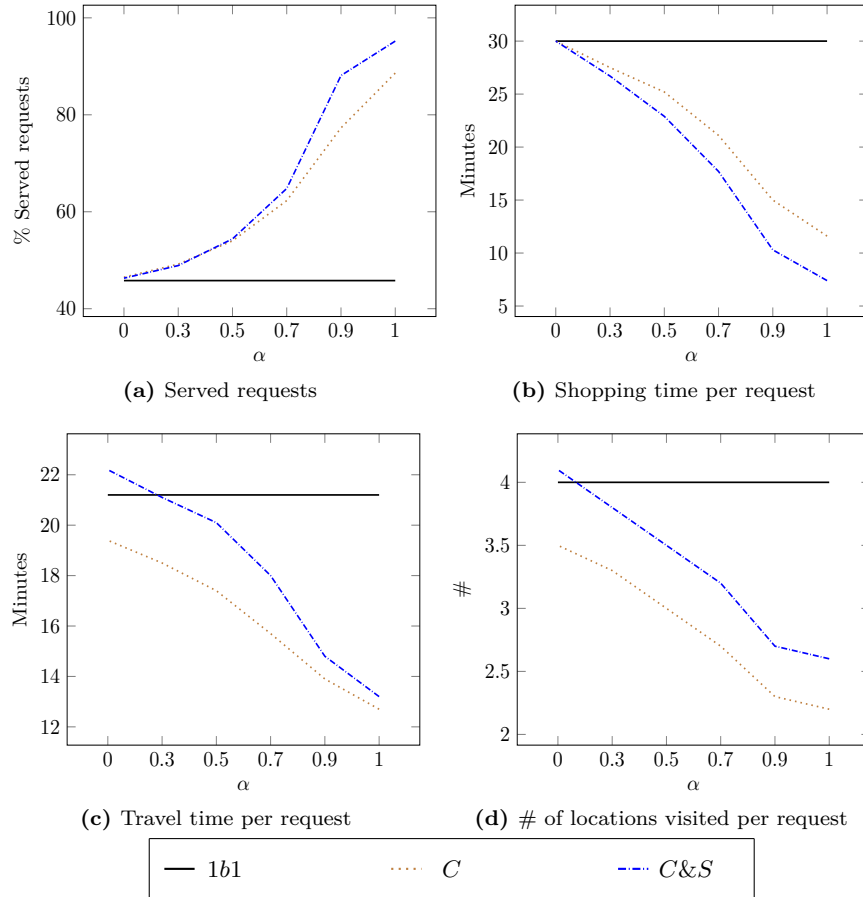 100
80
60
40
% Served requests
0 0.3 0.5 0.7 0.9 1
α
(a) Served requests
30
25
20
15
10
5
Minutes
0 0.3 0.5 0.7 0.9 1
α
(b) Shopping time per request
22
20
18
16
14
12
Minutes
0 0.3 0.5 0.7 0.9 1
α
(c) Travel time per request
4
3.5
3
2.5
2
#
0 0.3 0.5 0.7 0.9 1
α
(d) # of locations visited per request
1b1 C C&S